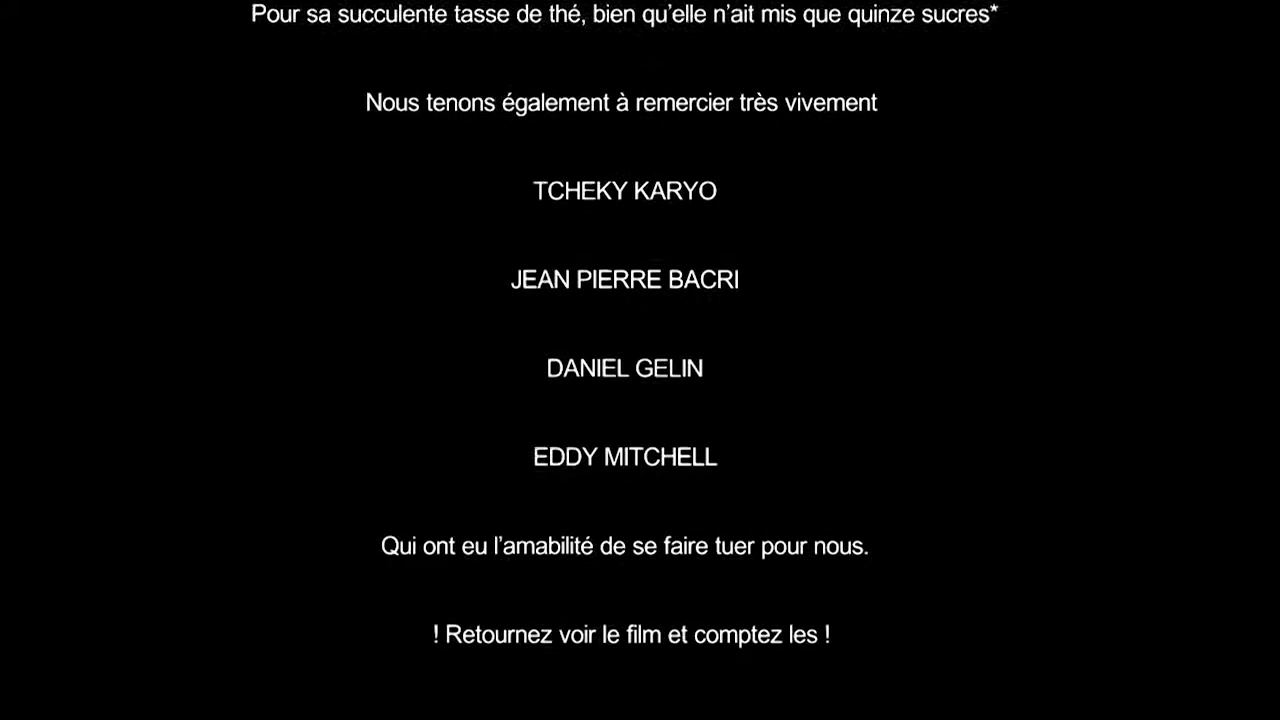 Pour sa succulente tasse de thé, bien qu’elle n’ait mis que quinze sucres*
Nous tenons également à remercier très vivement
TCHEKY KARYO
JEAN PIERRE BACRI
DANIEL GELIN
EDDY MITCHELL
Qui ont eu l’amabilité de se faire tuer pour nous.
! Retournez voir le film et comptez les !